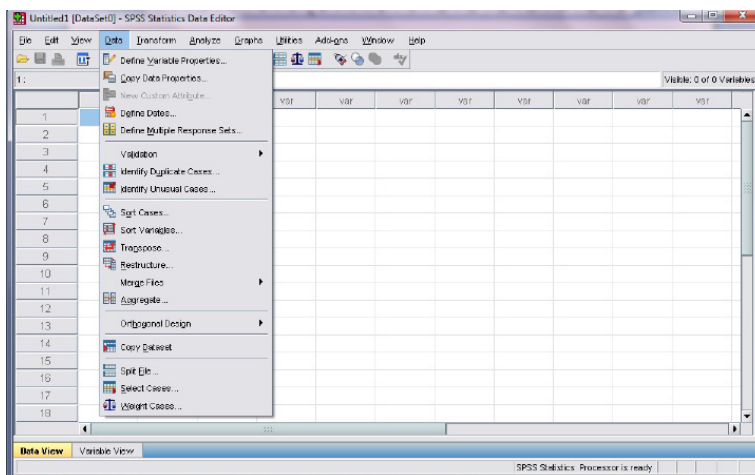 Untitled1 [DataSet0] - SPSS Statistics Data Editor
File Edit View Data Transform Analyze Graphs Utilities Add-ons Window Help
1 : Visible: 0 of 0 Variables
var var var var var var var var
1
2
3
4
5
6
7
8
9
10
11
12
13
14
15
16
17
18
Define Variable Properties...
Copy Data Properties...
New Custom Attribute...
Define Dates...
Define Multiple Response Sets...
Validation
Identify Duplicate Cases...
Identify Unusual Cases...
Sort Cases...
Sort Variables...
Transpose...
Restructure...
Merge Files
Aggregate...
Orthogonal Design
Copy Dataset
Split File...
Select Cases...
Weight Cases...
Data View Variable View
SPSS Statistics Processor is ready